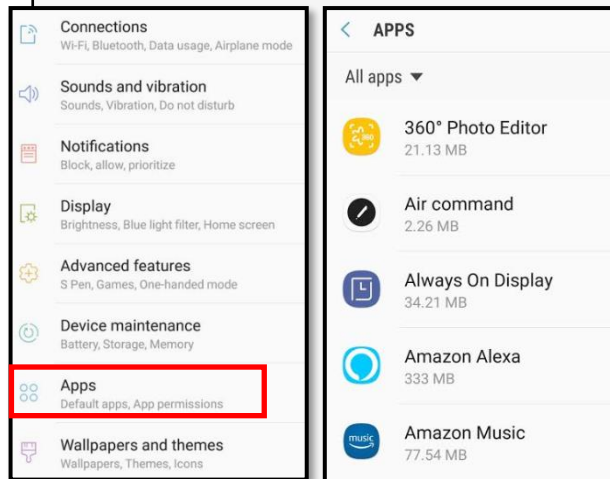 Connections
Wi-Fi, Bluetooth, Data usage, Airplane mode
Sounds and vibration
Sounds, Vibration, Do not disturb
Notifications
Block, allow, prioritize
Display
Brightness, Blue light filter, Home screen
Advanced features
S Pen, Games, One-handed mode
Device maintenance
Battery, Storage, Memory
Apps
Default apps, App permissions
Wallpapers and themes
Wallpapers, Themes, Icons
< APPS
All apps ▼
360
360° Photo Editor
21.13 MB
Air command
2.26 MB
Always On Display
34.21 MB
Amazon Alexa
333 MB
music
Amazon Music
77.54 MB